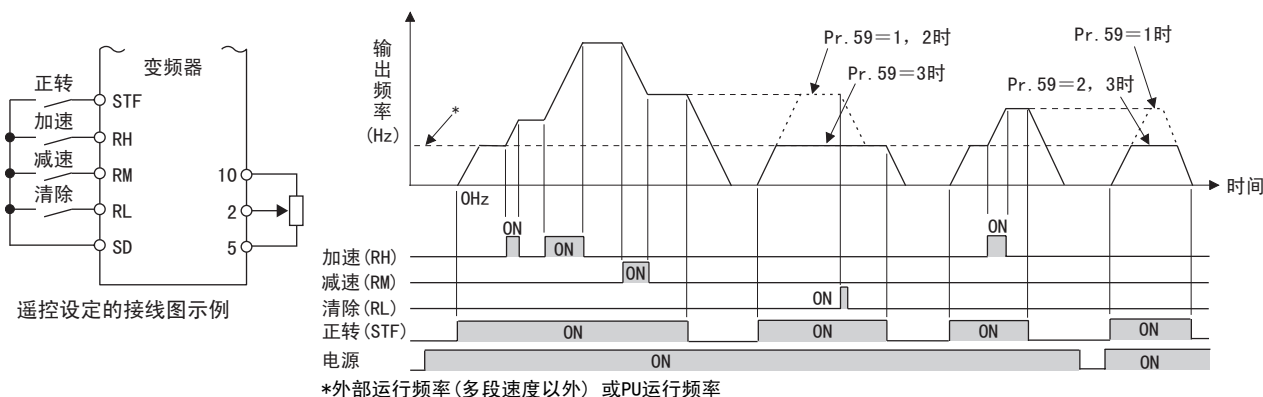 变频器
正转
STF
加速
RH
减速
RM
清除
RL
SD
10
2
5
遥控设定的接线图示例
输出频率(Hz)
*
Pr.59＝1，2时
Pr.59＝3时
Pr.59＝1时
Pr.59＝2，3时
时间
0Hz
加速(RH) ON ON ON
减速(RM) ON
清除(RL) ON
正转(STF) ON ON ON ON
电源 ON ON
*外部运行频率(多段速度以外) 或PU运行频率